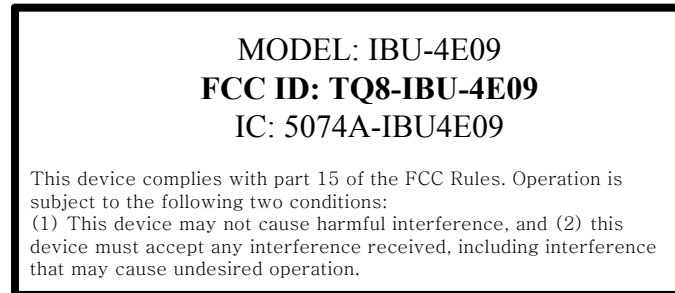 MODEL: IBU-4E09
FCC ID: TQ8-IBU-4E09
IC: 5074A-IBU4E09
This device complies with part 15 of the FCC Rules. Operation is
subject to the following two conditions:
(1) This device may not cause harmful interference, and (2) this
device must accept any interference received, including interference
that may cause undesired operation.